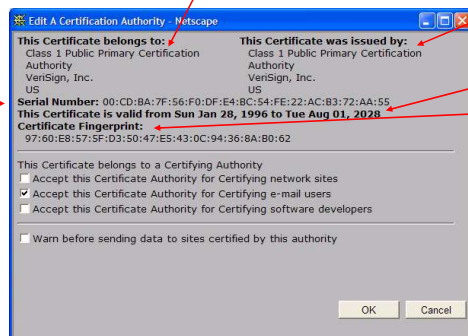 Edit A Certification Authority - Netscape
This Certificate belongs to: This Certificate was issued by:
Class 1 Public Primary Certification Class 1 Public Primary Certification
Authority Authority
VeriSign, Inc. VeriSign, Inc.
US US
Serial Number: 00:CD:BA:7F:56:F0:DF:E4:BC:54:FE:22:AC:B3:72:AA:55
This Certificate is valid from Sun Jan 28, 1996 to Tue Aug 01, 2028
Certificate Fingerprint:
97:60:E8:57:5F:D3:50:47:E5:43:0C:94:36:8A:B0:62
This Certificate belongs to a Certifying Authority
Accept this Certificate Authority for Certifying network sites
Accept this Certificate Authority for Certifying e-mail users
Accept this Certificate Authority for Certifying software developers
Warn before sending data to sites certified by this authority
OK Cancel